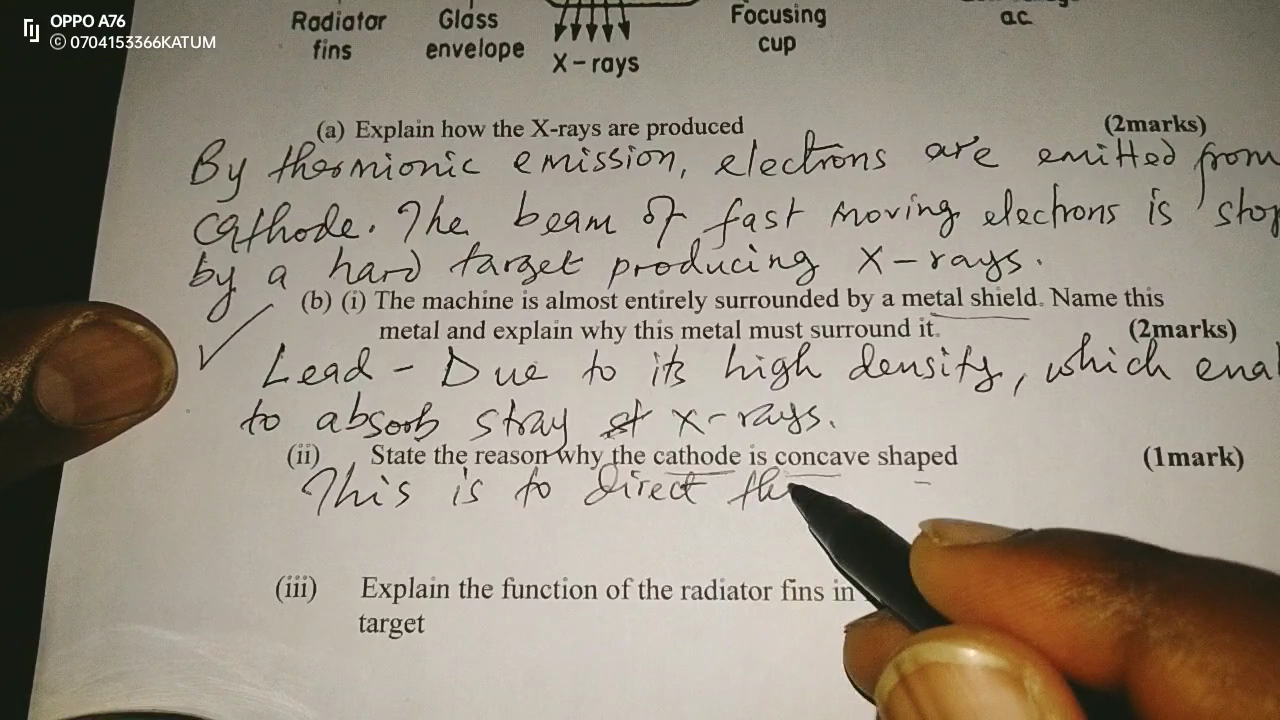 OPPO A76
© 0704153366KATUM
Radiator fins
Glass envelope
X-rays
Focusing cup
ac
(a) Explain how the X-rays are produced (2marks)
By thermionic emission, electrons are emitted from
cathode. The beam of fast moving electrons is stop
by a hard target producing X-rays.
(b) (i) The machine is almost entirely surrounded by a metal shield. Name this
metal and explain why this metal must surround it. (2marks)
Lead - Due to its high density, which ena
to absorb stray X-rays.
(ii) State the reason why the cathode is concave shaped (1mark)
This is to direct the
(iii) Explain the function of the radiator fins in
target